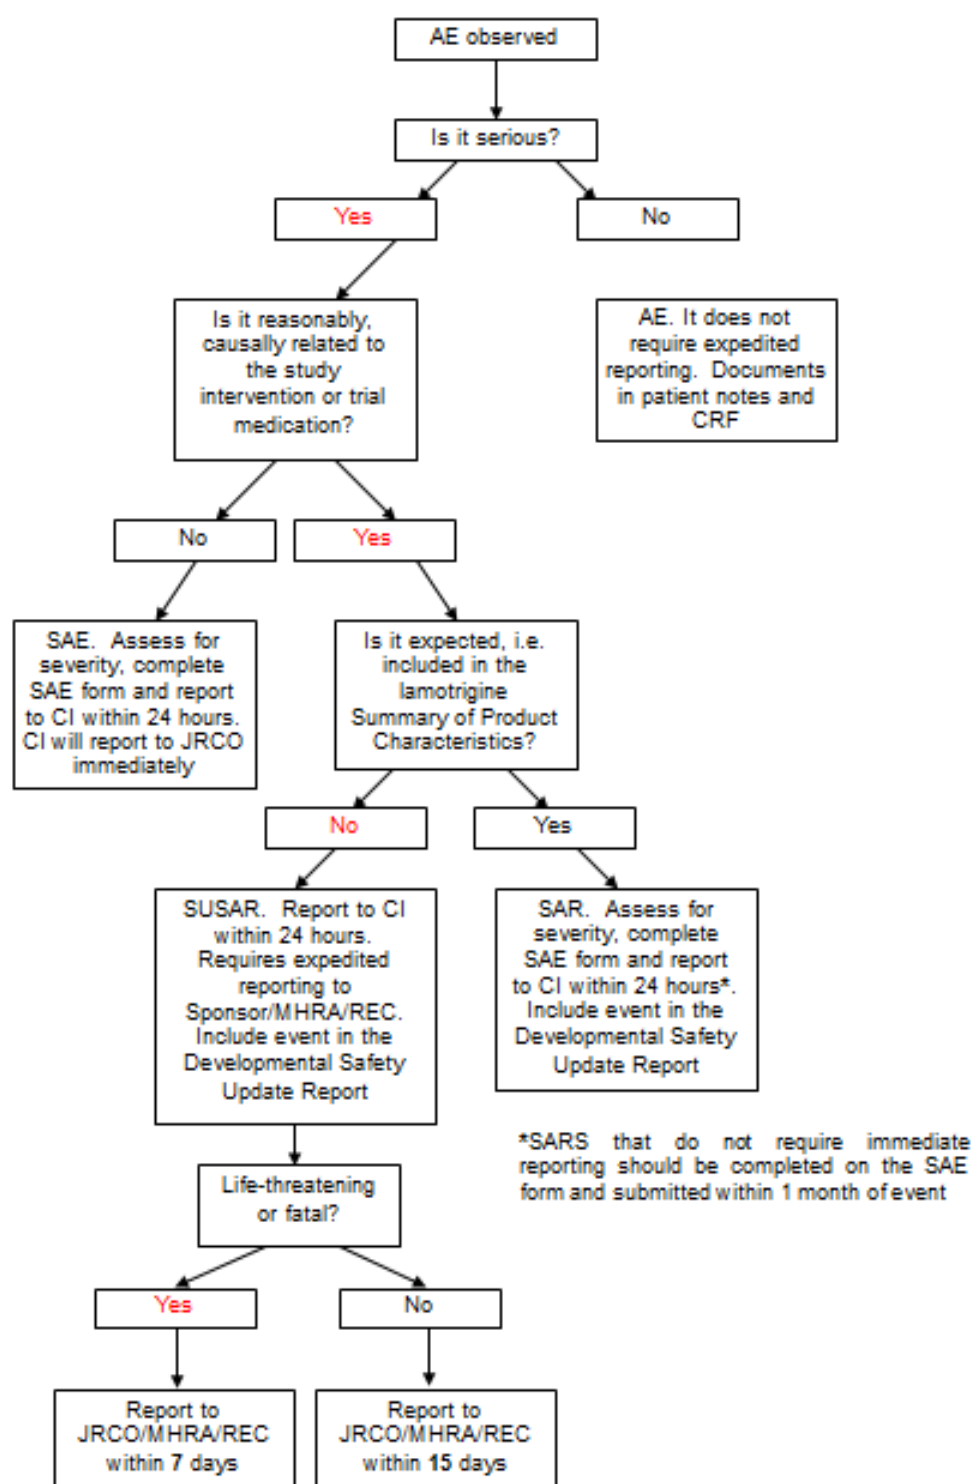 AE observed
Is it serious?
Yes
No
Is it reasonably,
causally related to
the study
intervention or trial
medication?
AE. It does not
require expedited
reporting. Documents
in patient notes and
CRF
No
Yes
SAE. Assess for
severity, complete
SAE form and report
to CI within 24 hours.
CI will report to JRCO
immediately
Is it expected, i.e.
included in the
lamotrigine
Summary of Product
Characteristics?
No
Yes
SUSAR. Report to CI
within 24 hours.
Requires expedited
reporting to
Sponsor/MHRA/REC.
Include event in the
Developmental Safety
Update Report
SAR. Assess for
severity, complete
SAE form and report
to CI within 24 hours*.
Include event in the
Developmental Safety
Update Report
*SARS that do not require immediate
reporting should be completed on the SAE
form and submitted within 1 month of event
Life-threatening
or fatal?
Yes
No
Report to
JRCO/MHRA/REC
within 7 days
Report to
JRCO/MHRA/REC
within 15 days